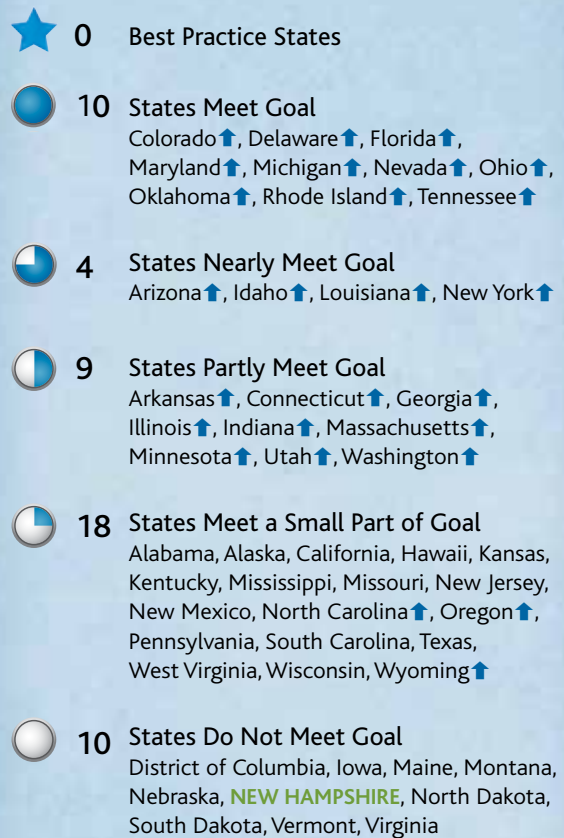 0 Best Practice States
10 States Meet Goal
Colorado⬆, Delaware⬆, Florida⬆,
Maryland⬆, Michigan⬆, Nevada⬆, Ohio⬆,
Oklahoma⬆, Rhode Island⬆, Tennessee⬆
4 States Nearly Meet Goal
Arizona⬆, Idaho⬆, Louisiana⬆, New York⬆
9 States Partly Meet Goal
Arkansas⬆, Connecticut⬆, Georgia⬆,
Illinois⬆, Indiana⬆, Massachusetts⬆,
Minnesota⬆, Utah⬆, Washington⬆
18 States Meet a Small Part of Goal
Alabama, Alaska, California, Hawaii, Kansas,
Kentucky, Mississippi, Missouri, New Jersey,
New Mexico, North Carolina⬆, Oregon⬆,
Pennsylvania, South Carolina, Texas,
West Virginia, Wisconsin, Wyoming⬆
10 States Do Not Meet Goal
District of Columbia, Iowa, Maine, Montana,
Nebraska, NEW HAMPSHIRE, North Dakota,
South Dakota, Vermont, Virginia